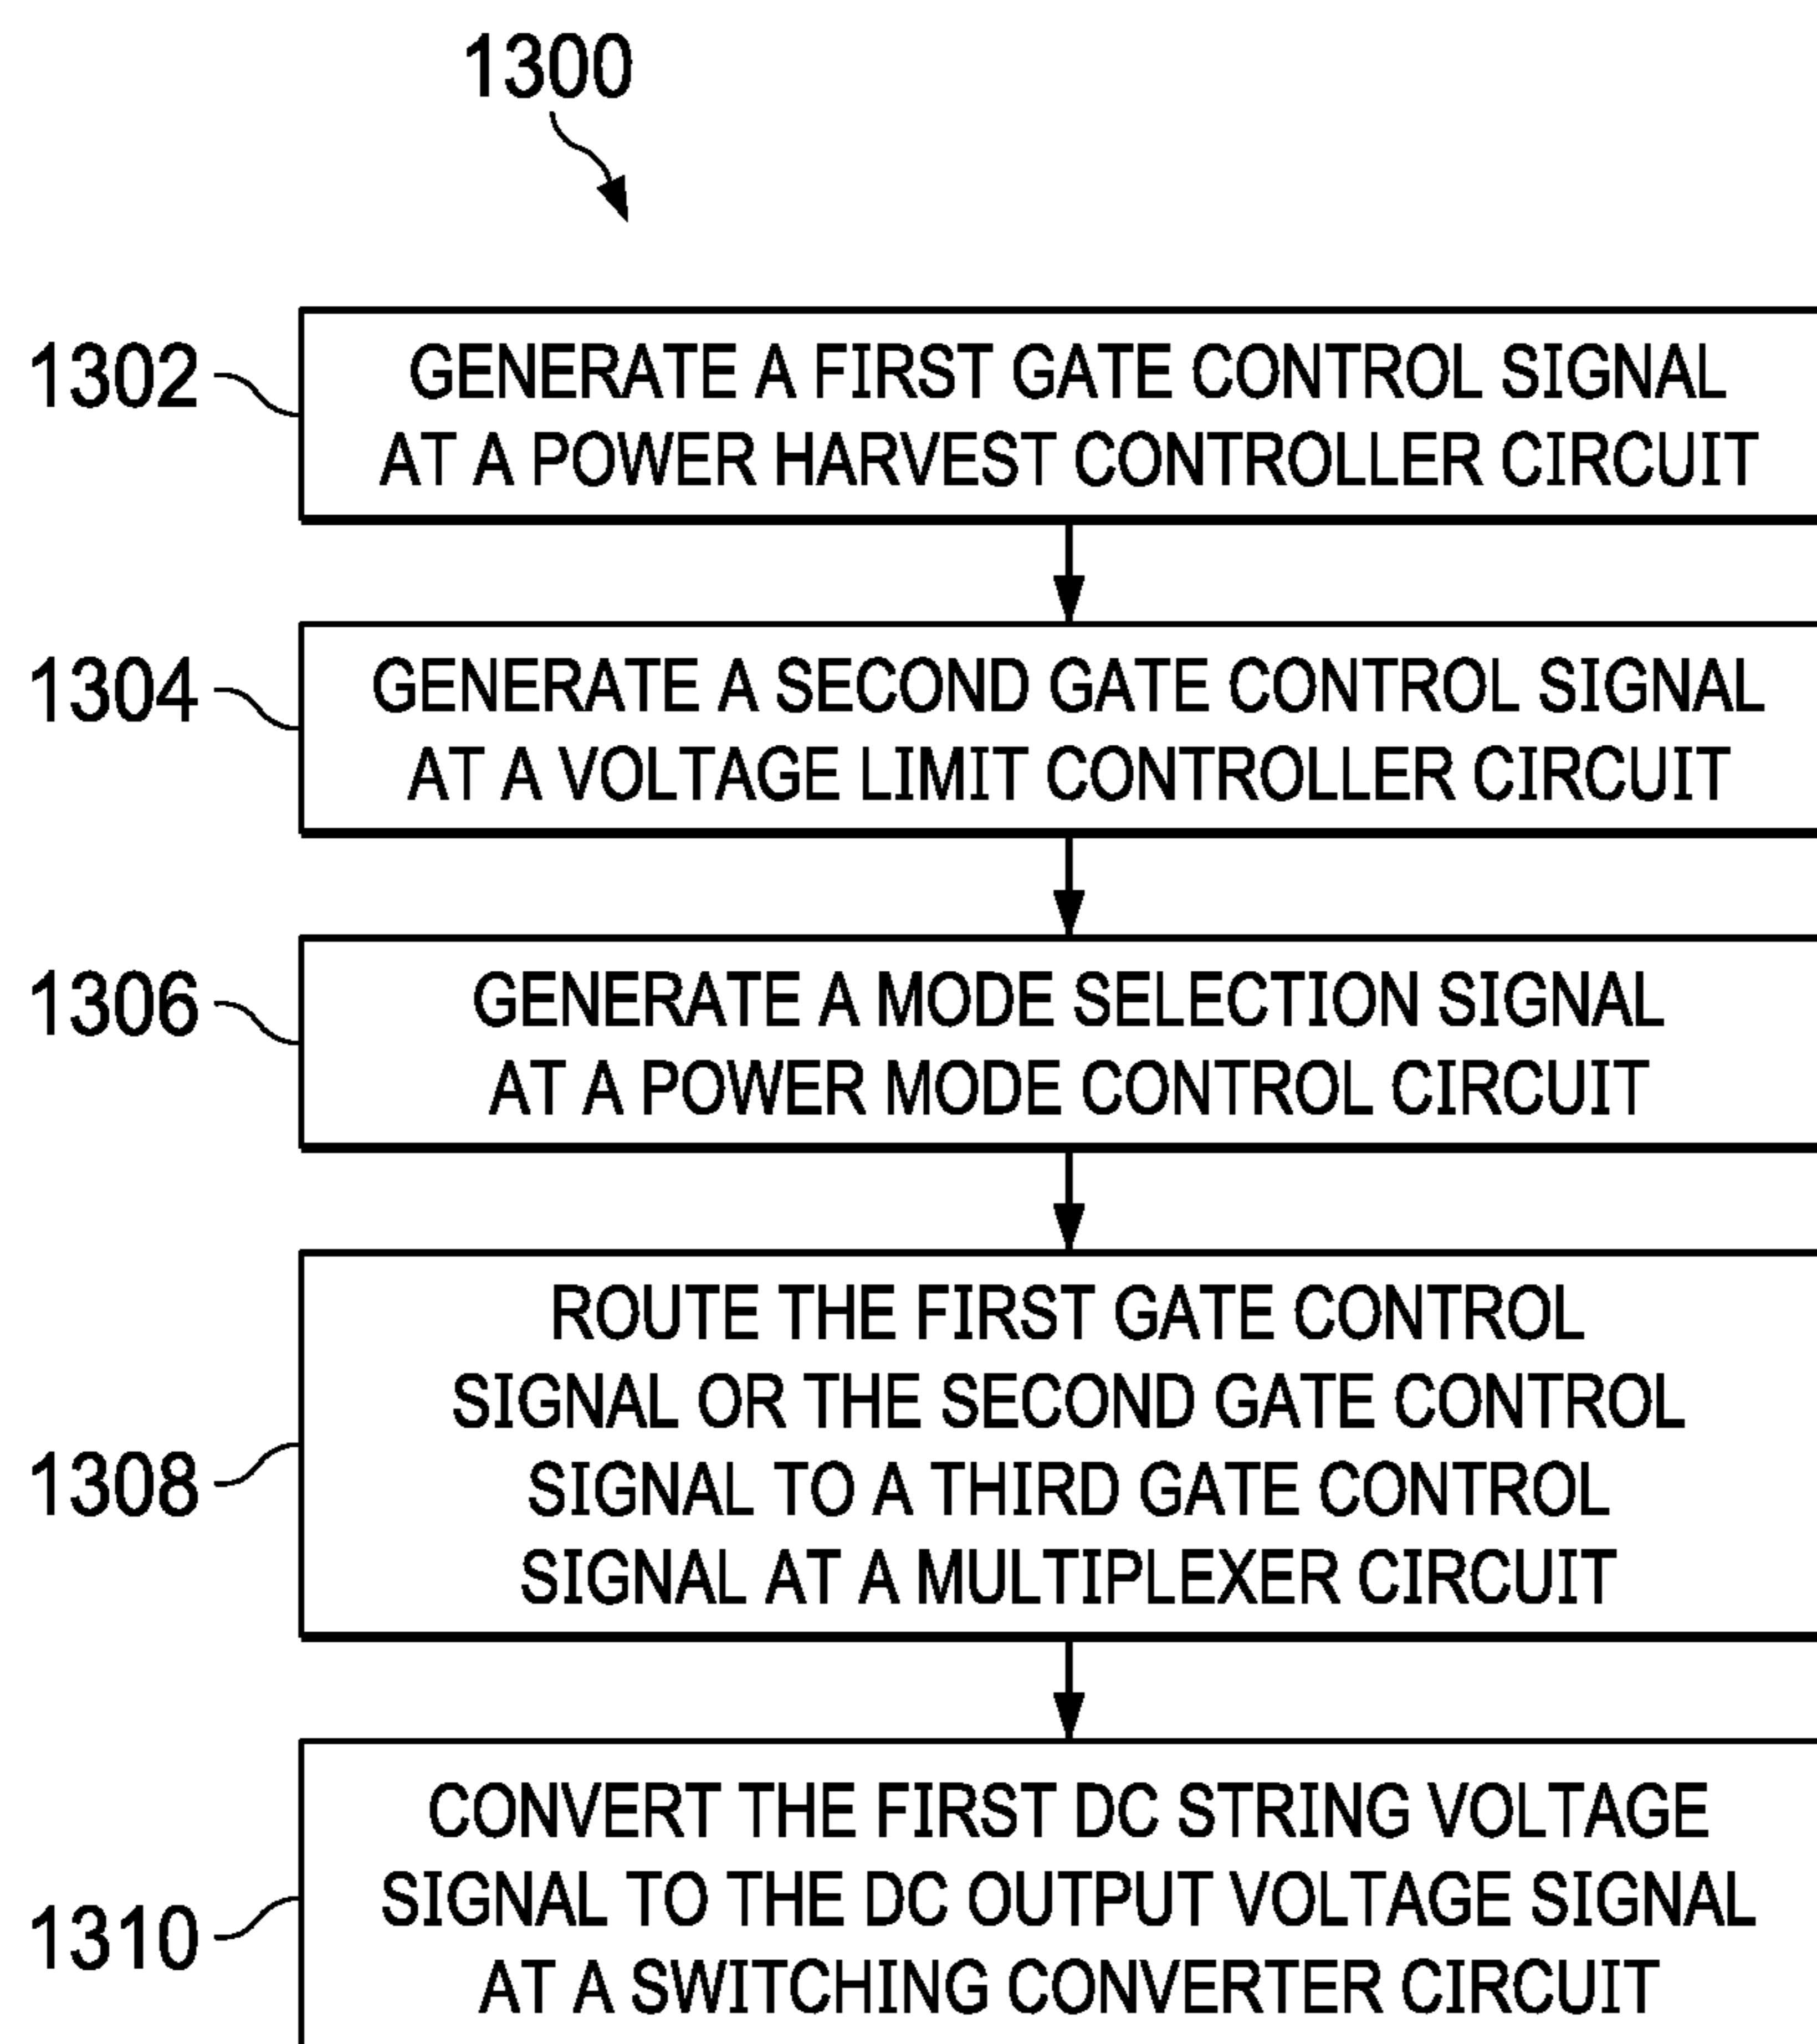 1300
1302
GENERATE A FIRST GATE CONTROL SIGNAL
AT A POWER HARVEST CONTROLLER CIRCUIT
1304
GENERATE A SECOND GATE CONTROL SIGNAL
AT A VOLTAGE LIMIT CONTROLLER CIRCUIT
1306
GENERATE A MODE SELECTION SIGNAL
AT A POWER MODE CONTROL CIRCUIT
1308
ROUTE THE FIRST GATE CONTROL
SIGNAL OR THE SECOND GATE CONTROL
SIGNAL TO A THIRD GATE CONTROL
SIGNAL AT A MULTIPLEXER CIRCUIT
1310
CONVERT THE FIRST DC STRING VOLTAGE
SIGNAL TO THE DC OUTPUT VOLTAGE SIGNAL
AT A SWITCHING CONVERTER CIRCUIT